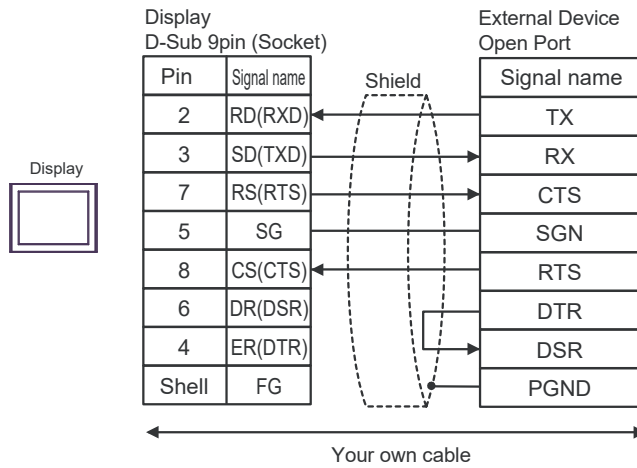 Display
D-Sub 9pin (Socket)
External Device
Open Port
Pin Signal name Shield Signal name
2 RD(RXD) TX
3 SD(TXD) RX
Display
7 RS(RTS) CTS
5 SG SGN
8 CS(CTS) RTS
6 DR(DSR) DTR
4 ER(DTR) DSR
Shell FG PGND
Your own cable